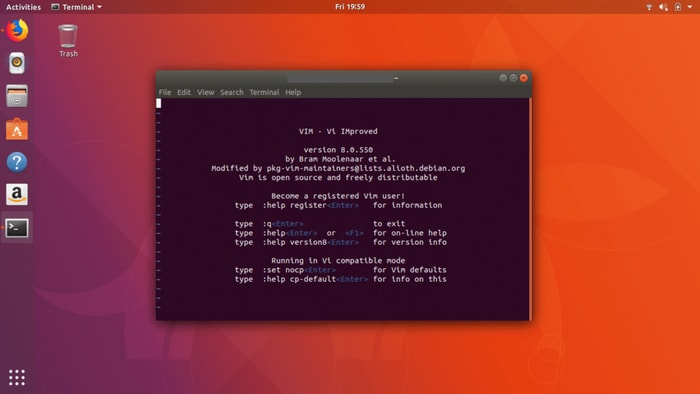 Activities Terminal Fri 19:59
Trash
File Edit View Search Terminal Help
~
~
~
~
VIM - Vi IMproved
~
version 8.0.550
by Bram Moolenaar et al.
Modified by pkg-vim-maintainers@lists.alioth.debian.org
Vim is open source and freely distributable
~
Become a registered Vim user!
type :help register<Enter> for information
~
type :q<Enter> to exit
type :help<Enter> or <F1> for on-line help
type :help version8<Enter> for version info
~
Running in Vi compatible mode
type :set nocp<Enter> for Vim defaults
type :help cp-default<Enter> for info on this
~
~
~